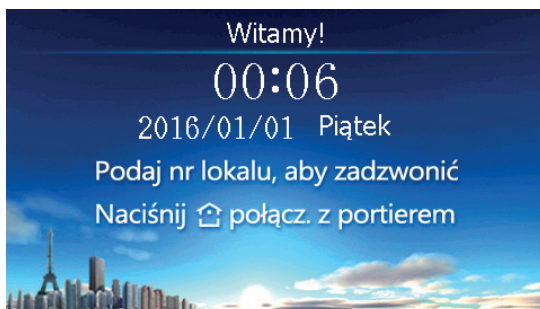 Witamy!
00:06
2016/01/01 Piątek
Podaj nr lokalu, aby zadzwonić
Naciśnij połącz. z portierem